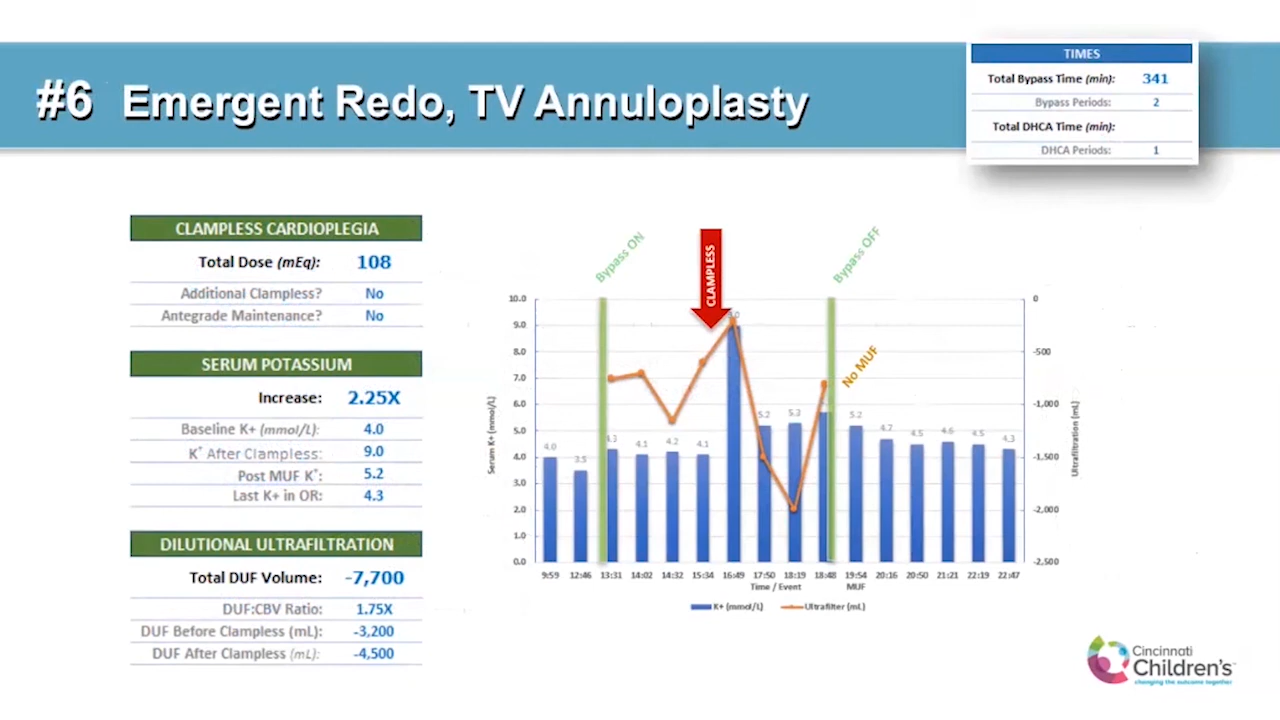 #6 Emergent Redo, TV Annuloplasty
TIMES
Total Bypass Time (min): 341
Bypass Periods: 2
Total DHCA Time (min):
DHCA Periods: 1
CLAMPLESS CARDIOPLEGIA
Total Dose (mEq): 108
Additional Clampless? No
Antegrade Maintenance? No
SERUM POTASSIUM
Increase: 2.25X
Baseline K+ (mmol/L): 4.0
K⁺ After Clampless: 9.0
Post MUF K⁺: 5.2
Last K+ in OR: 4.3
DILUTIONAL ULTRAFILTRATION
Total DUF Volume: -7,700
DUF:CBV Ratio: 1.75X
DUF Before Clampless (mL): -3,200
DUF After Clampless (mL): -4,500
Bypass ON
CLAMPLESS
Bypass OFF
No MUF
Serum K+ (mmol/L)
10.0
9.0
8.0
7.0
6.0
5.0
4.0
3.0
2.0
1.0
0.0
4.0 3.5 4.3 4.1 4.2 4.1 9.0 5.2 5.3 5.2 4.7 4.5 4.6 4.5 4.3
0
-500
-1,000
-1,500
-2,000
-2,500
Ultrafiltration (mL)
9:59 12:46 13:31 14:02 14:32 15:34 16:49 17:50 18:19 18:48 19:54 20:16 20:50 21:21 22:19 22:47
MUF
Time / Event
K+ (mmol/L) Ultrafilter (mL)
Cincinnati
Children's™
changing the outcome together